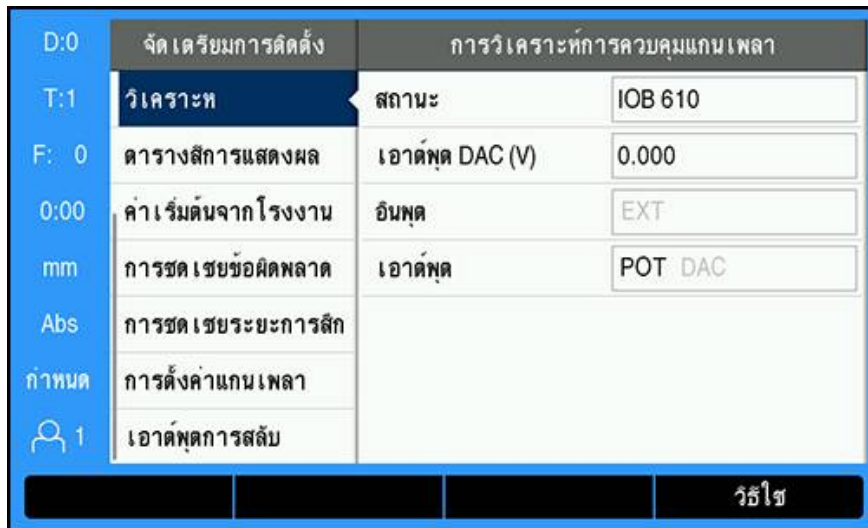 D:0
จัดเตรียมการติดตั้ง
การวิเคราะห์การควบคุมแกนเพลา
T:1
วิเคราะห
สถานะ
IOB 610
F: 0
ตารางสีการแสดงผล
เอาต์พุต DAC (V)
0.000
0:00
ค่าเริ่มต้นจากโรงงาน
อินพุต
EXT
mm
การชดเชยข้อผิดพลาด
เอาต์พุต
POT DAC
Abs
การชดเชยระยะการสึก
กำหนด
การตั้งค่าแกนเพลา
1
เอาต์พุตการสลับ
วิธีใช